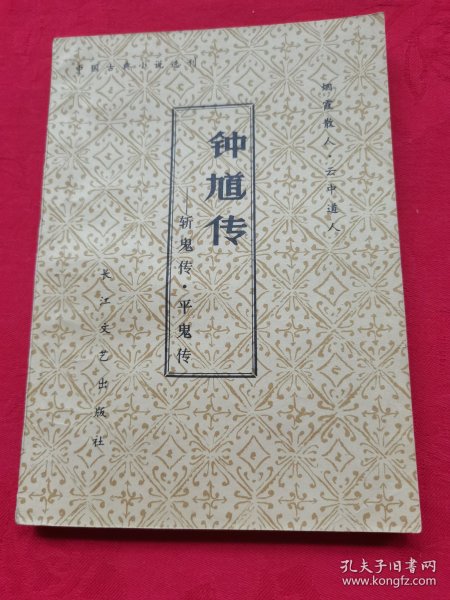 中国古典小说选刊
烟霞散人·云中道人
钟馗传
——斩鬼传·平鬼传
长江文艺出版社
孔夫子旧书网
www.kongfz.com